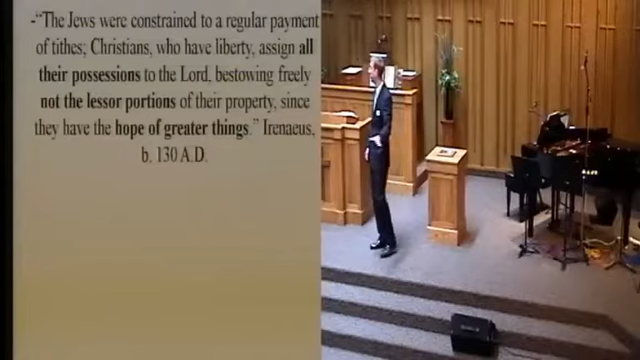 -“The Jews were constrained to a regular payment
of tithes; Christians, who have liberty, assign all
their possessions to the Lord, bestowing freely
not the lessor portions of their property, since
they have the hope of greater things.” Irenaeus,
b. 130 A.D.